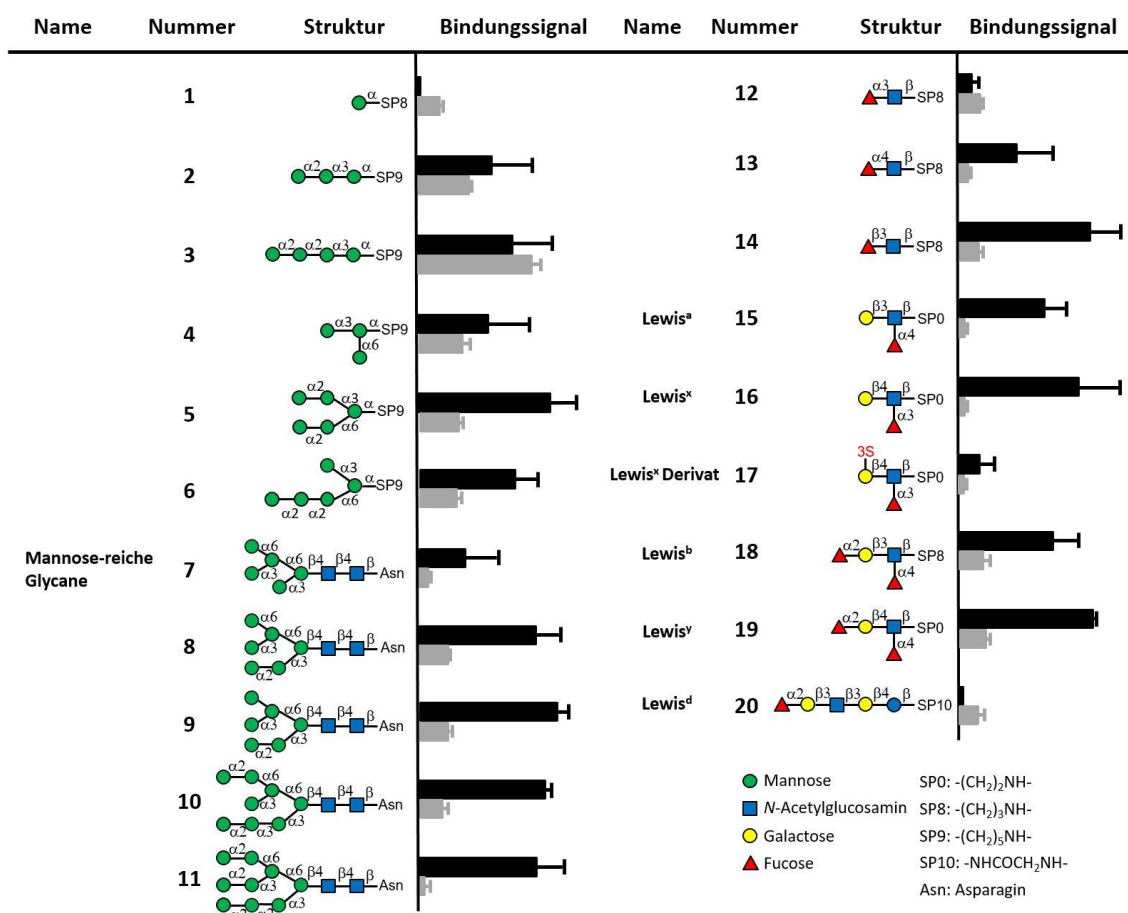 Name Nummer Struktur Bindungssignal Name Nummer Struktur Bindungssignal
1
α
SP8
2
α2 α3 α
SP9
3
α2 α2 α3 α
SP9
4
α3 α
SP9
α6
5
α2
α3 α
SP9
α6
α2
6
α3
α
SP9
α6
α2 α2
Mannose-reiche
Glycane
7
α6
α6 β4 β4 β
α3
Asn
α3
8
α6
α6 β4 β4 β
α3
Asn
α3
α2
9
α6
α6 β4 β4 β
α3
Asn
α3
α2
10
α2
α6
α6 β4 β4 β
α3
Asn
α3
α2 α3
11
α2
α6
α6 β4 β4 β
α2
α3
Asn
α3
α2 α2
12
α3 β
SP8
13
α4 β
SP8
14
β3 β
SP8
Lewisᵃ 15
β3 β
SP0
α4
Lewisˣ 16
β4 β
SP0
α3
Lewisˣ Derivat 17
3S
β4 β
SP0
α3
Lewisᵇ 18
α2 β3 β
SP8
α4
Lewisʸ 19
α2 β4 β
SP0
α4
Lewisᵈ 20
α2 β3 β3 β4 β
SP10
Mannose SP0: -(CH₂)₂NH-
N-Acetylglucosamin SP8: -(CH₂)₃NH-
Galactose SP9: -(CH₂)₅NH-
Fucose SP10: -NHCOCH₂NH-
Asn: Asparagin